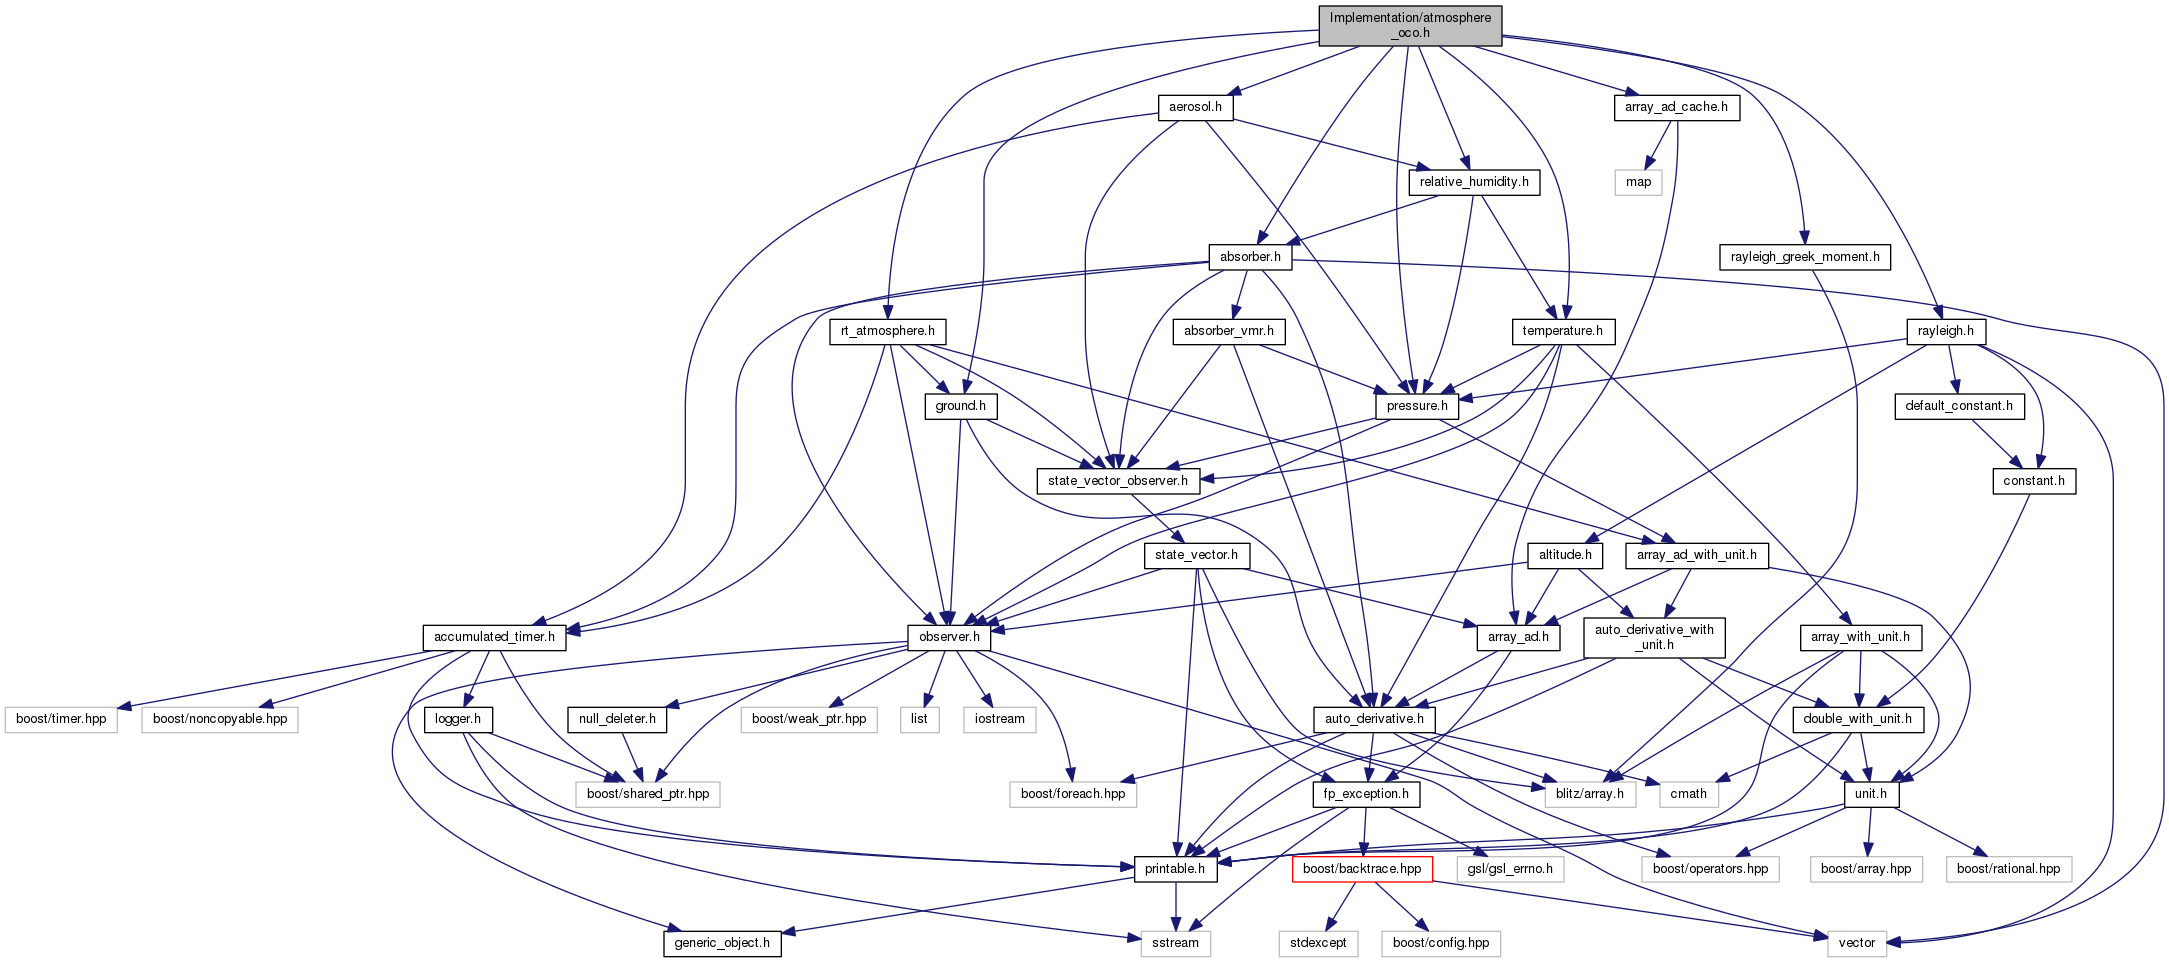 Implementation/atmosphere
_oco.h
aerosol.h
array_ad_cache.h
relative_humidity.h
map
absorber.h
rayleigh_greek_moment.h
rt_atmosphere.h
absorber_vmr.h
temperature.h
rayleigh.h
ground.h
pressure.h
default_constant.h
state_vector_observer.h
constant.h
state_vector.h
altitude.h
array_ad_with_unit.h
accumulated_timer.h
observer.h
array_ad.h
auto_derivative_with
_unit.h
array_with_unit.h
boost/timer.hpp
boost/noncopyable.hpp
logger.h
null_deleter.h
boost/weak_ptr.hpp
list
iostream
auto_derivative.h
double_with_unit.h
boost/shared_ptr.hpp
boost/foreach.hpp
fp_exception.h
blitz/array.h
cmath
unit.h
printable.h
boost/backtrace.hpp
gsl/gsl_errno.h
boost/operators.hpp
boost/array.hpp
boost/rational.hpp
generic_object.h
sstream
stdexcept
boost/config.hpp
vector